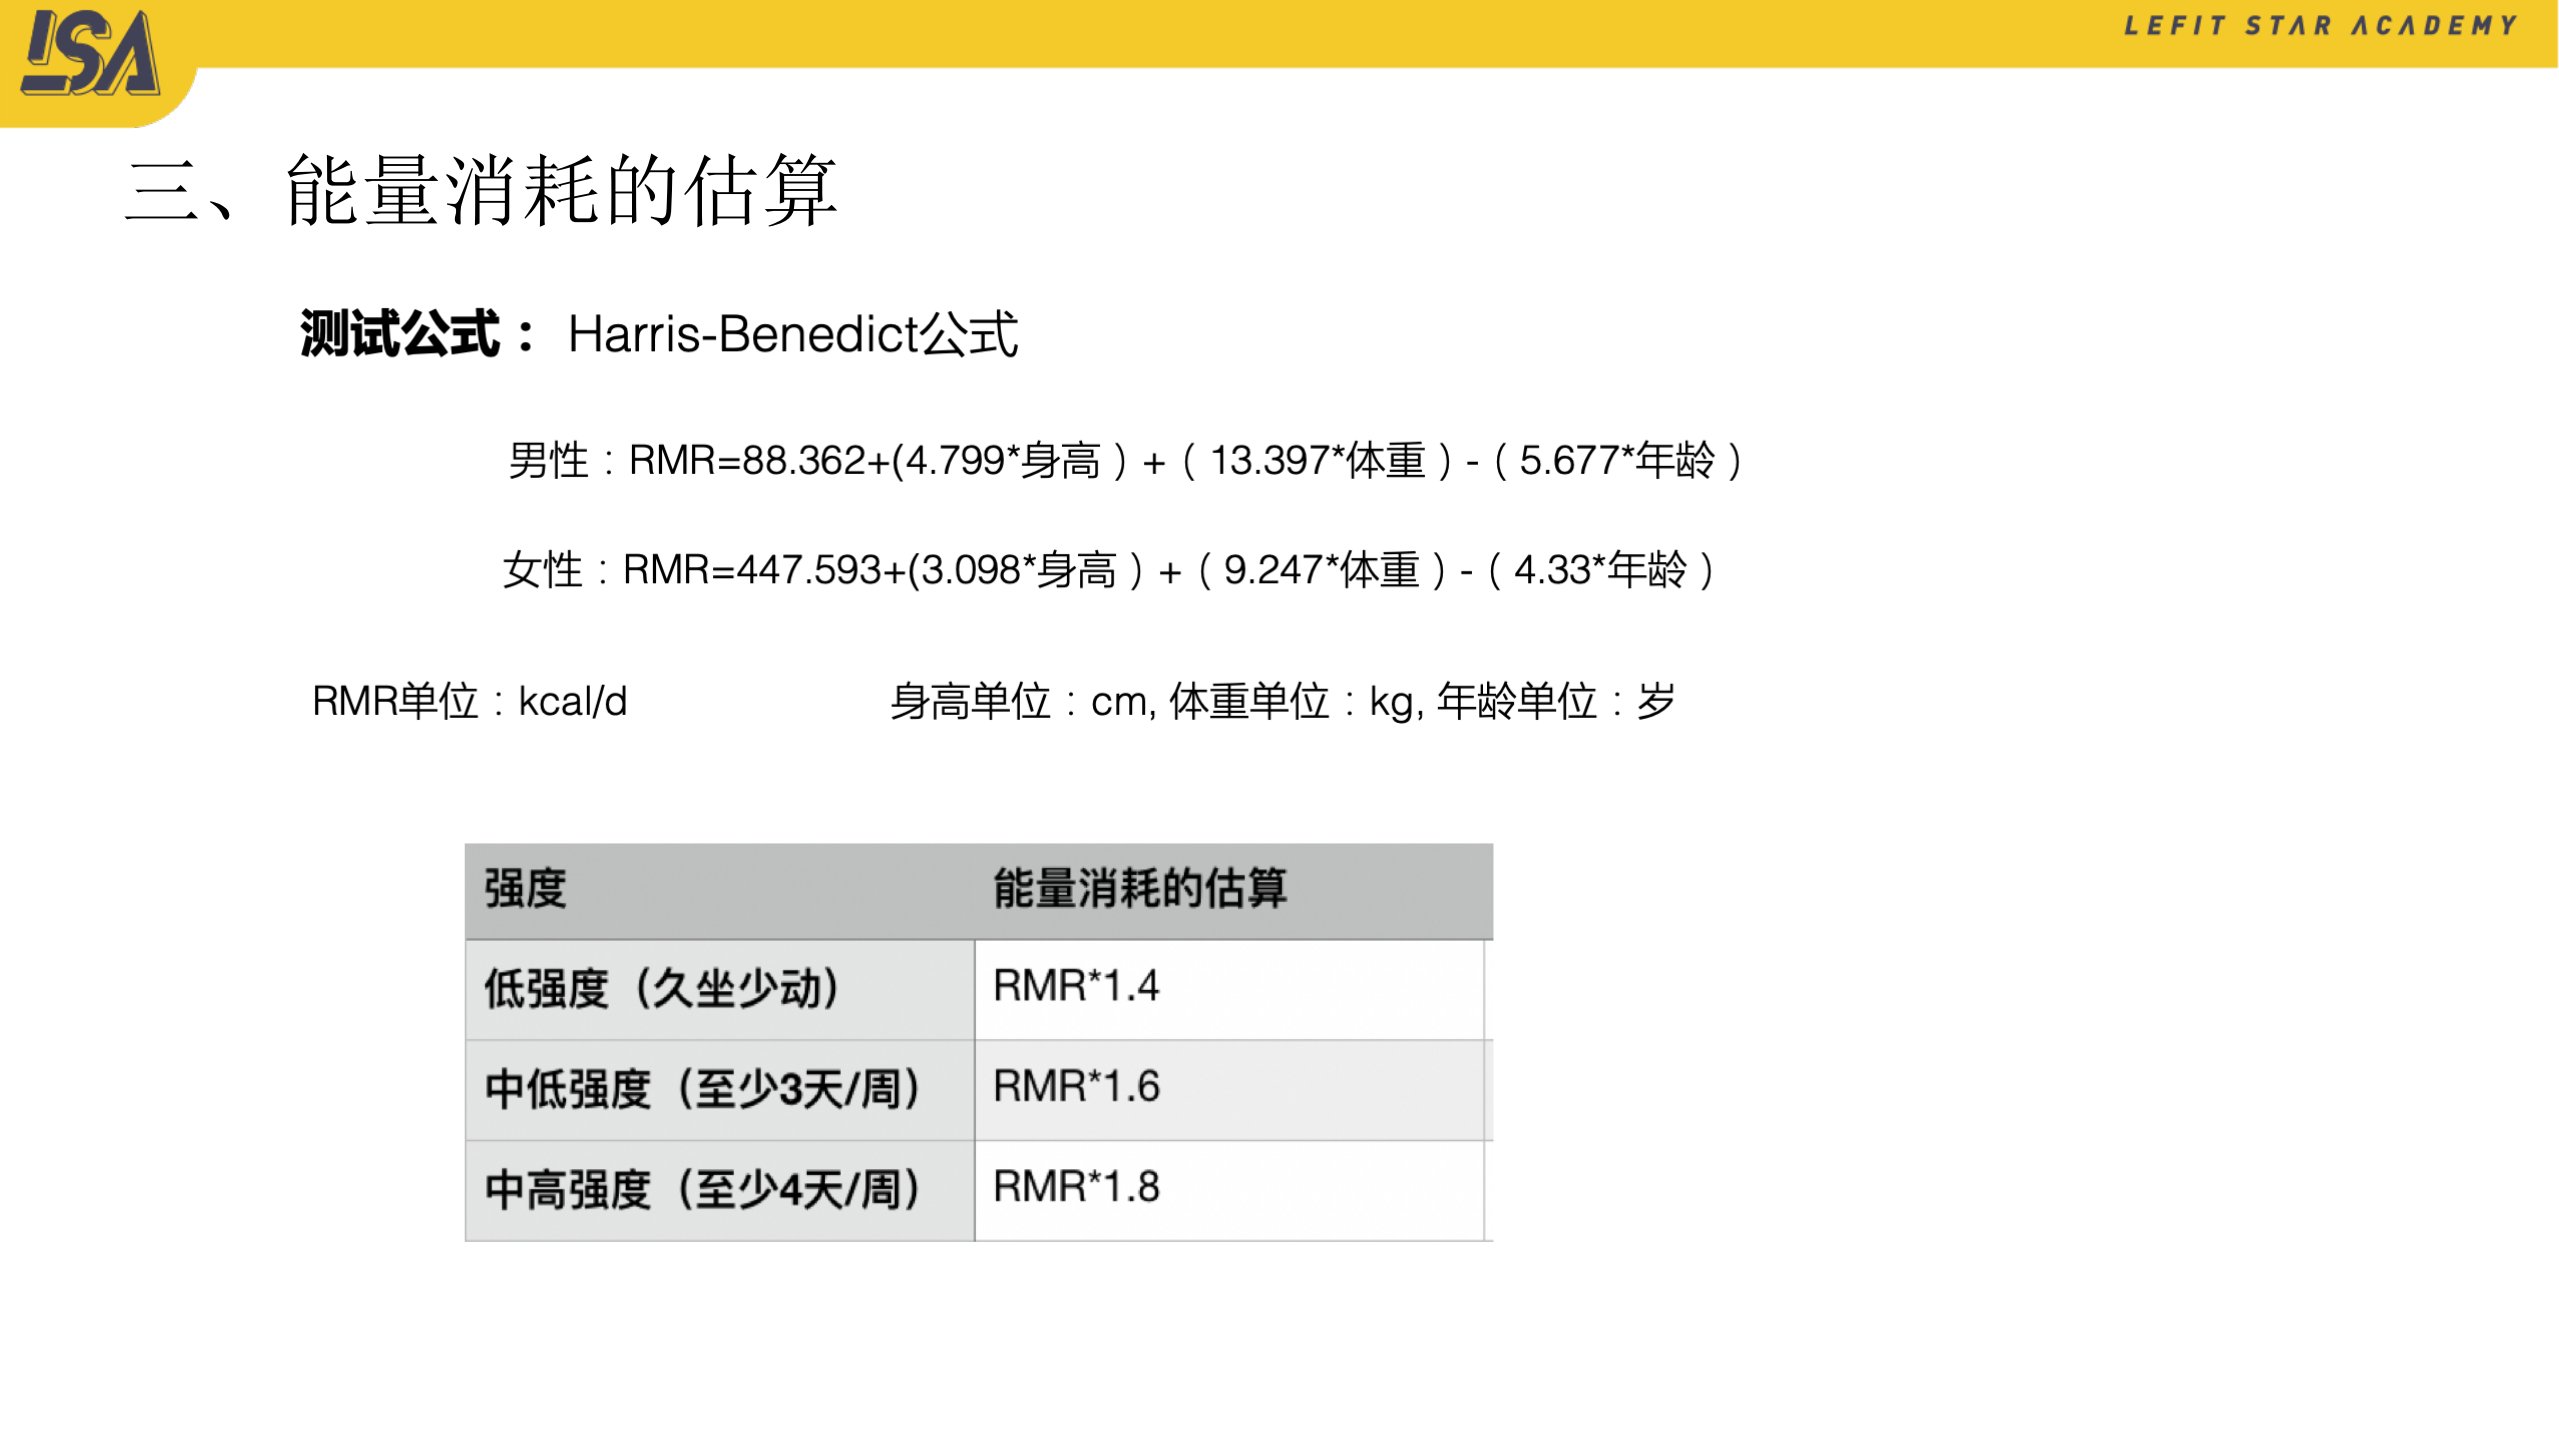 LSA
LEFIT STAR ACADEMY
三、能量消耗的估算
测试公式： Harris-Benedict公式
男性：RMR=88.362+(4.799*身高）+（13.397*体重）-（5.677*年龄）
女性：RMR=447.593+(3.098*身高）+（9.247*体重）-（4.33*年龄）
RMR单位：kcal/d 身高单位：cm, 体重单位：kg, 年龄单位：岁
强度 能量消耗的估算
低强度（久坐少动） RMR*1.4
中低强度（至少3天/周） RMR*1.6
中高强度（至少4天/周） RMR*1.8